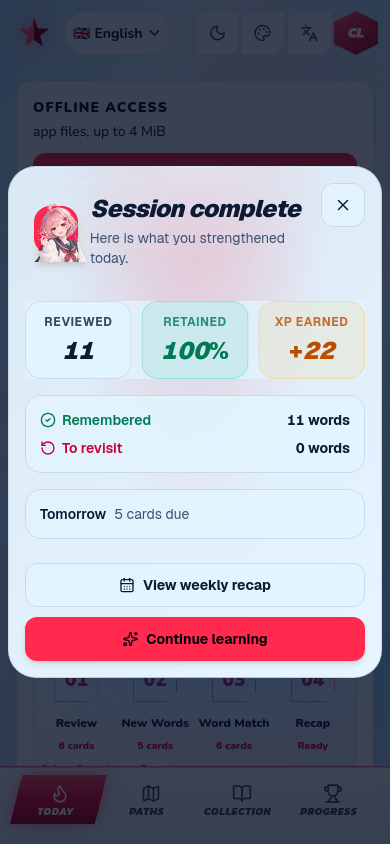 🇬🇧 English
CL
OFFLINE ACCESS
app files, up to 4 MiB
Session complete
Here is what you strengthened
today.
REVIEWED
11
RETAINED
100%
XP EARNED
+22
Remembered 11 words
To revisit 0 words
Tomorrow 5 cards due
View weekly recap
Continue learning
01 02 03 04
Review New Words Word Match Recap
6 cards 5 cards 6 cards Ready
TODAY PATHS COLLECTION PROGRESS